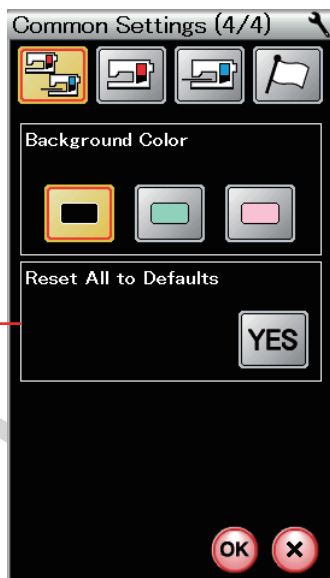 Common Settings (4/4)
Background Color
Reset All to Defaults
YES
OK